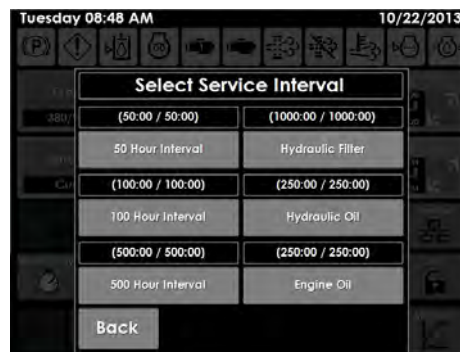 Tuesday 08:48 AM 10/22/2013
(P)
Select Service Interval
(50:00 / 50:00) (1000:00 / 1000:00)
50 Hour Interval Hydraulic Filter
(100:00 / 100:00) (250:00 / 250:00)
100 Hour Interval Hydraulic Oil
(500:00 / 500:00) (250:00 / 250:00)
500 Hour Interval Engine Oil
Back